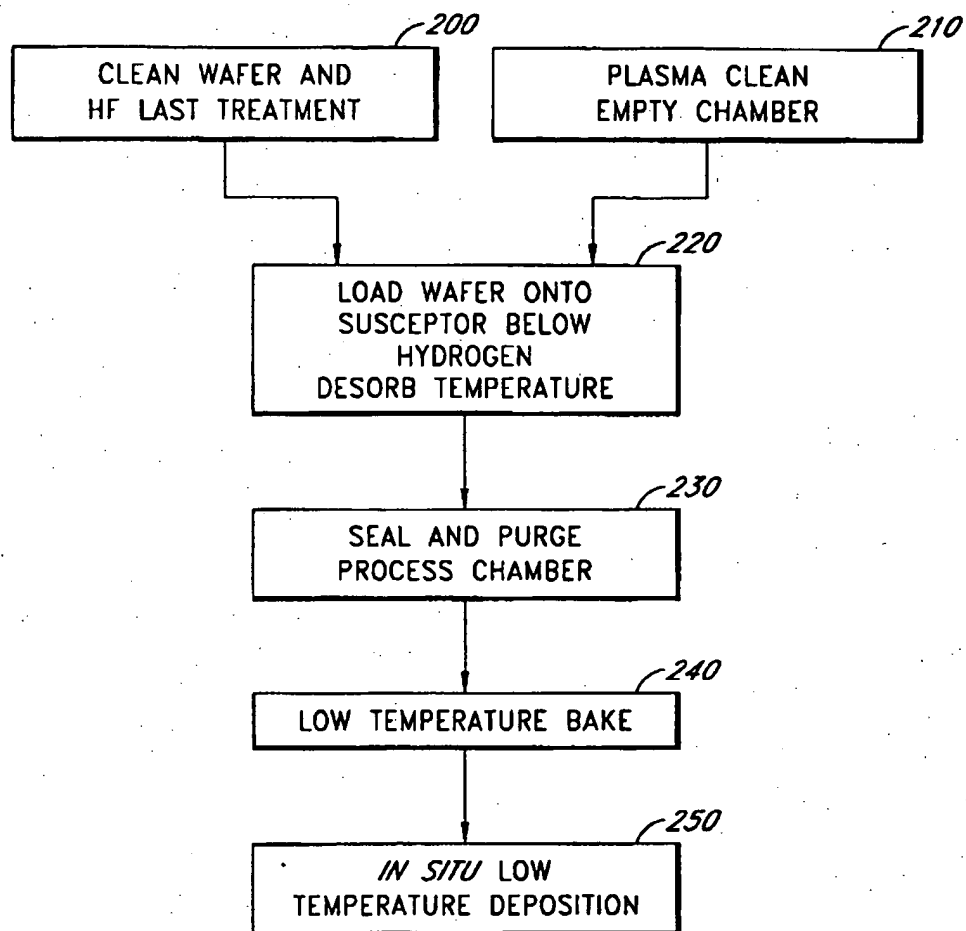 200
CLEAN WAFER AND
HF LAST TREATMENT
210
PLASMA CLEAN
EMPTY CHAMBER
220
LOAD WAFER ONTO
SUSCEPTOR BELOW
HYDROGEN
DESORB TEMPERATURE
230
SEAL AND PURGE
PROCESS CHAMBER
240
LOW TEMPERATURE BAKE
250
IN SITU LOW
TEMPERATURE DEPOSITION